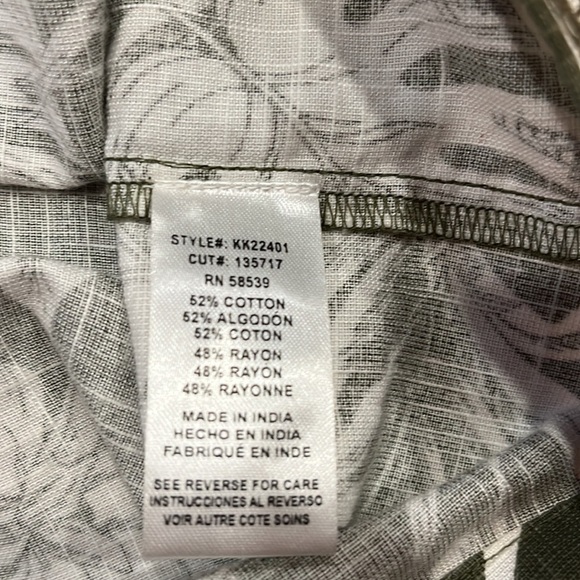 STYLE#: KK22401
CUT#: 135717
RN 58539
52% COTTON
52% ALGODÓN
52% COTON
48% RAYON
48% RAYON
48% RAYONNE
MADE IN INDIA
HECHO EN INDIA
FABRIQUÉ EN INDE
SEE REVERSE FOR CARE
INSTRUCCIONES AL REVERSO
VOIR AUTRE COTE SOINS